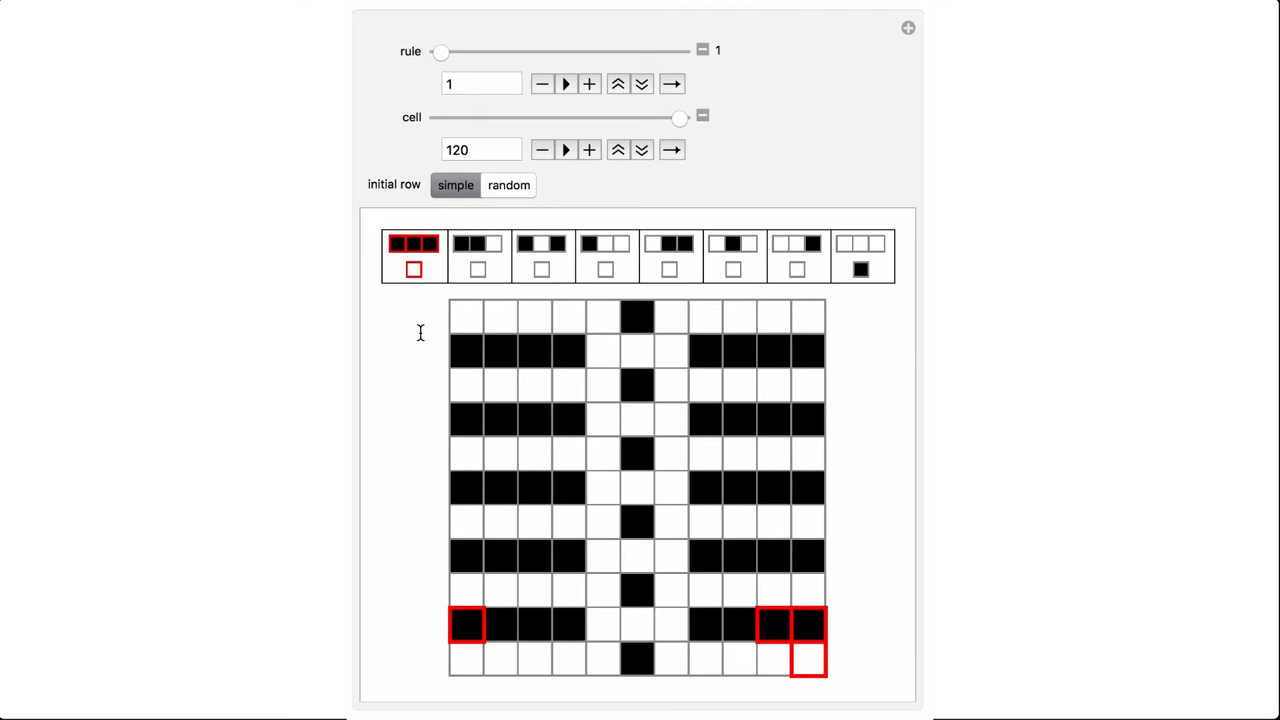 rule 1
1
cell
120
initial row simple random